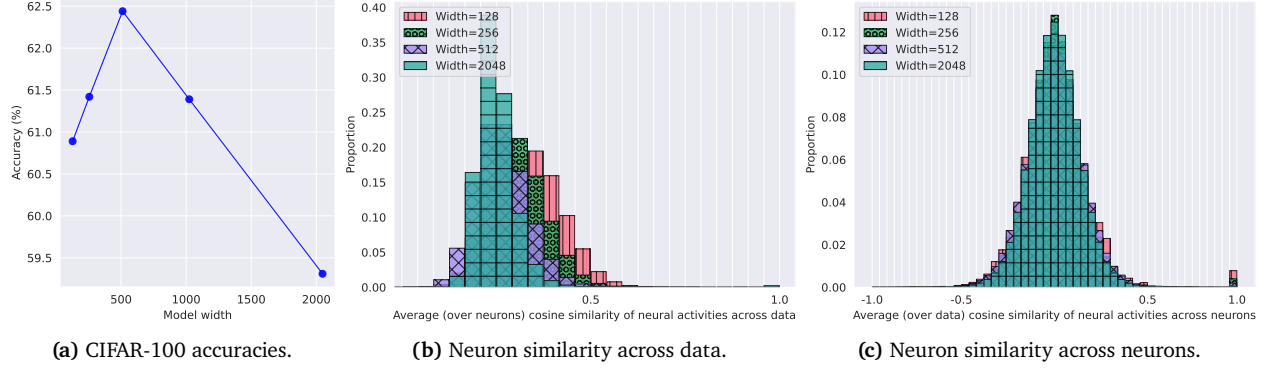 62.5
62.0
61.5
61.0
60.5
60.0
59.5
Accuracy (%)
500 1000 1500 2000
Model width
(a) CIFAR-100 accuracies.
Width=128
Width=256
Width=512
Width=2048
0.40
0.35
0.30
0.25
0.20
0.15
0.10
0.05
0.00
Proportion
0.5 1.0
Average (over neurons) cosine similarity of neural activities across data
(b) Neuron similarity across data.
Width=128
Width=256
Width=512
Width=2048
0.12
0.10
0.08
0.06
0.04
0.02
0.00
Proportion
-1.0 -0.5 0.5 1.0
Average (over data) cosine similarity of neural activities across neurons
(c) Neuron similarity across neurons.